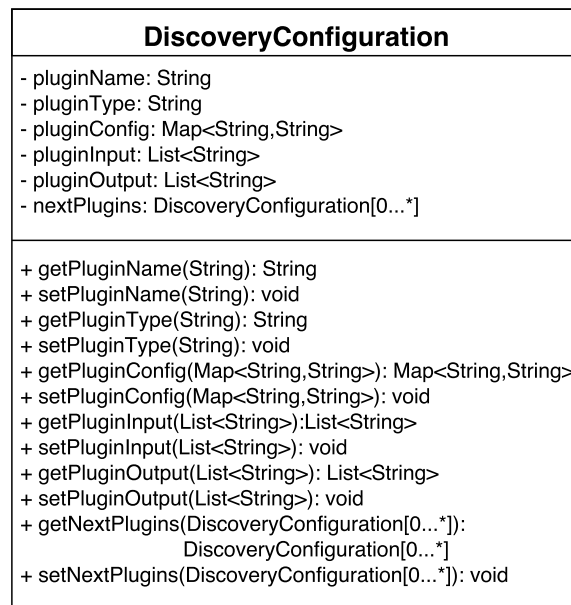 DiscoveryConfiguration
- pluginName: String
- pluginType: String
- pluginConfig: Map<String,String>
- pluginInput: List<String>
- pluginOutput: List<String>
- nextPlugins: DiscoveryConfiguration[0...*]
+ getPluginName(String): String
+ setPluginName(String): void
+ getPluginType(String): String
+ setPluginType(String): void
+ getPluginConfig(Map<String,String>): Map<String,String>
+ setPluginConfig(Map<String,String>): void
+ getPluginInput(List<String>):List<String>
+ setPluginInput(List<String>): void
+ getPluginOutput(List<String>): List<String>
+ setPluginOutput(List<String>): void
+ getNextPlugins(DiscoveryConfiguration[0...*]):
DiscoveryConfiguration[0...*]
+ setNextPlugins(DiscoveryConfiguration[0...*]): void